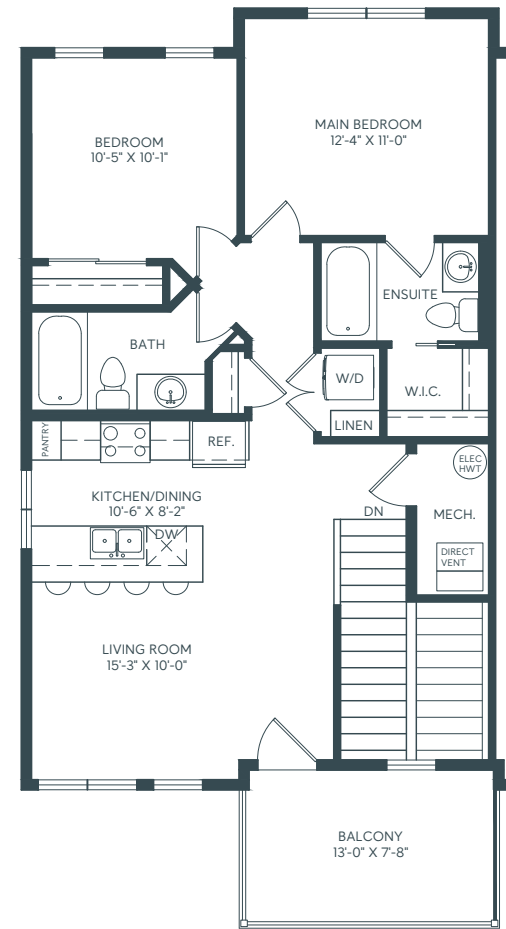 MAIN BEDROOM
12'-4" X 11'-0"
BEDROOM
10'-5" X 10'-1"
ENSUITE
BATH
W/D
W.I.C.
LINEN
PANTRY
REF.
ELEC
HWT
KITCHEN/DINING
10'-6" X 8'-2"
DN
MECH.
DW
DIRECT
VENT
LIVING ROOM
15'-3" X 10'-0"
BALCONY
13'-0" X 7'-8"